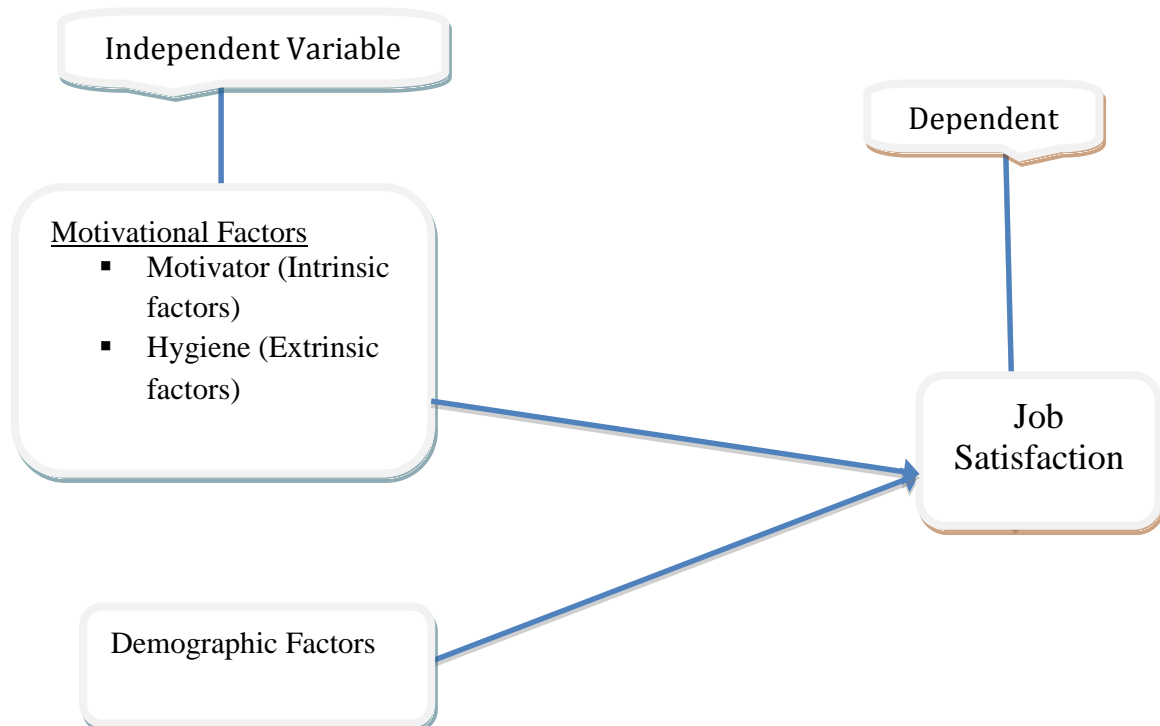 Independent Variable
Dependent
Motivational Factors
▪ Motivator (Intrinsic
factors)
▪ Hygiene (Extrinsic
factors)
Job
Satisfaction
Demographic Factors